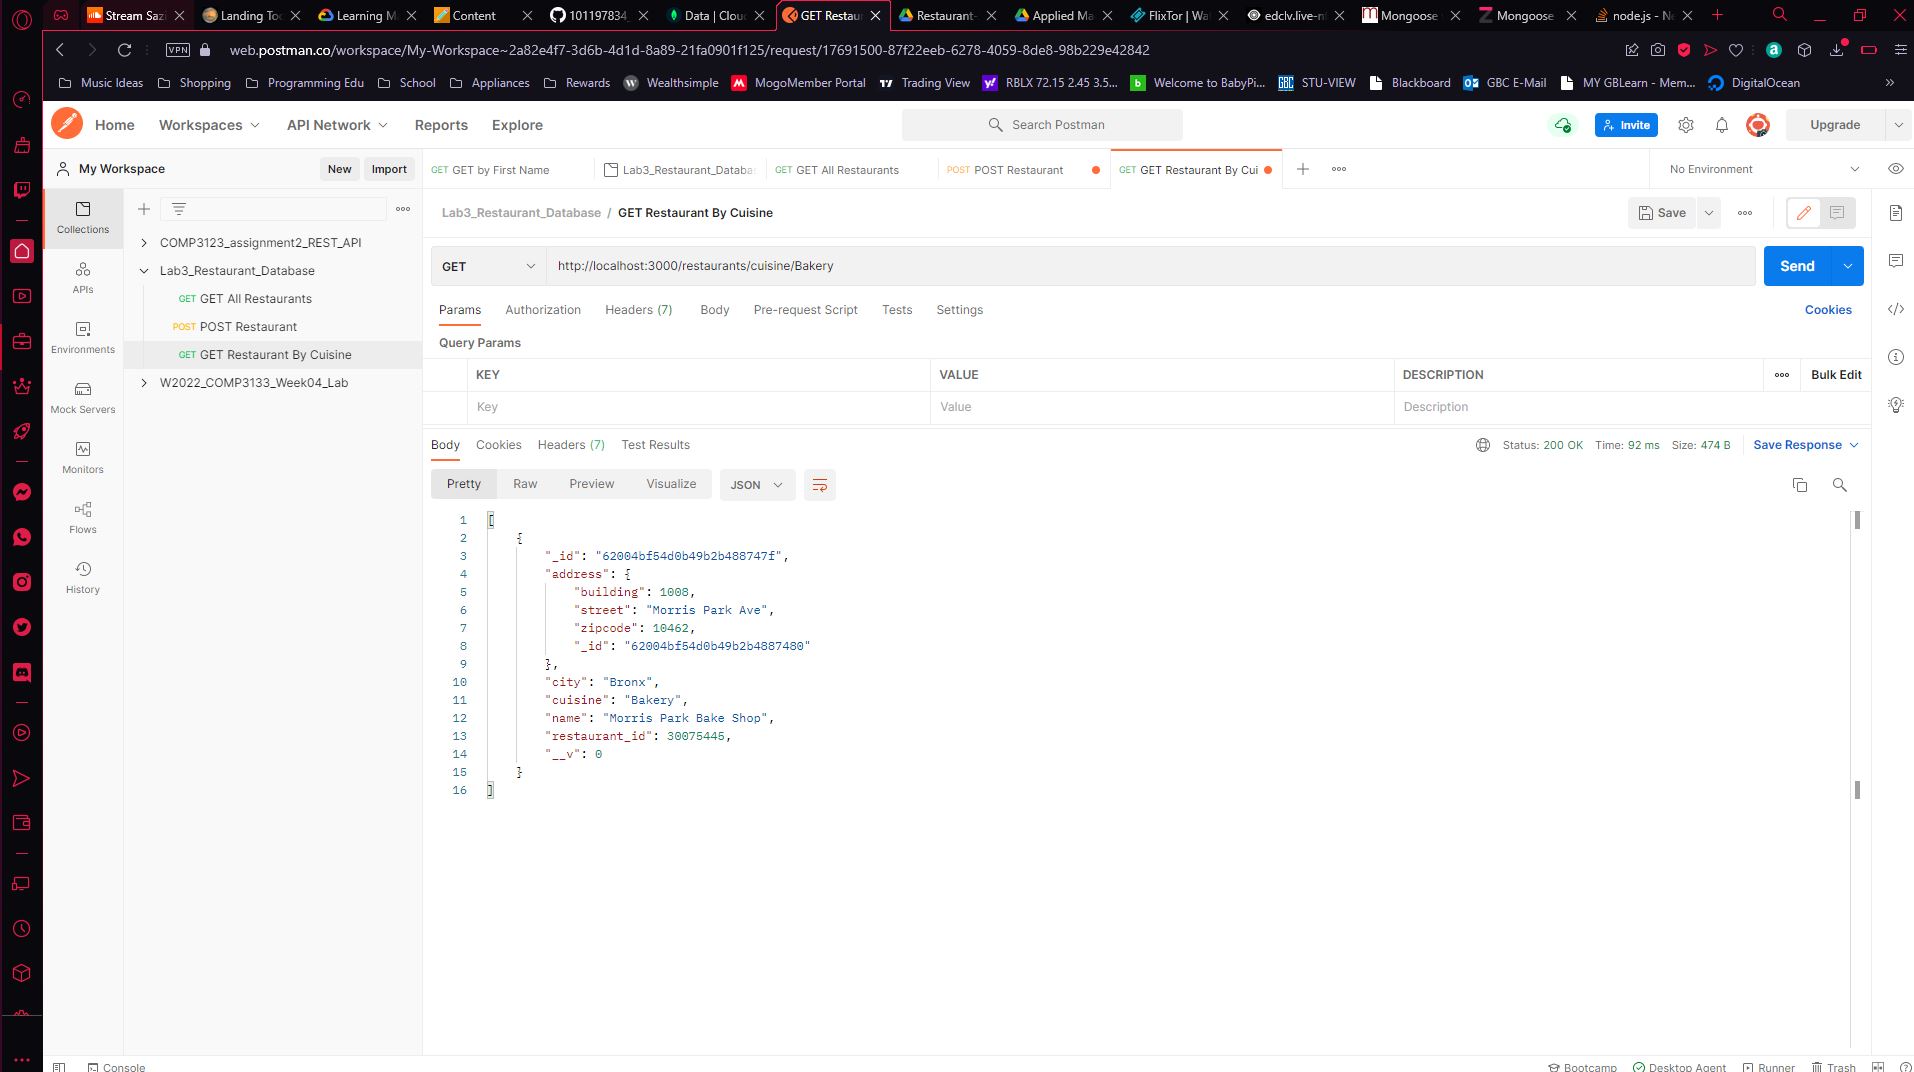 Stream Sazi
Landing Too
Learning M
Content
101197834_
Data | Clou
GET Restau
Restaurant-
Applied Ma
FlixTor | Wa
edclv.live-n
Mongoose
Mongoose
node.js - Ne
VPN
web.postman.co/workspace/My-Workspace~2a82e4f7-3d6b-4d1d-8a89-21fa0901f125/request/17691500-87f22eeb-6278-4059-8de8-98b229e42842
Music Ideas
Shopping
Programming Edu
School
Appliances
Rewards
Wealthsimple
MogoMember Portal
Trading View
RBLX 72.15 2.45 3.5...
Welcome to BabyPi...
STU-VIEW
Blackboard
GBC E-Mail
MY GBLearn - Mem...
DigitalOcean
Home
Workspaces
API Network
Reports
Explore
Search Postman
Invite
Upgrade
My Workspace
New
Import
GET GET by First Name
Lab3_Restaurant_Databa
GET GET All Restaurants
POST POST Restaurant
GET GET Restaurant By Cui
No Environment
Collections
APIs
Environments
Mock Servers
Monitors
Flows
History
COMP3123_assignment2_REST_API
Lab3_Restaurant_Database
GET GET All Restaurants
POST POST Restaurant
GET GET Restaurant By Cuisine
W2022_COMP3133_Week04_Lab
Lab3_Restaurant_Database / GET Restaurant By Cuisine
Save
GET
http://localhost:3000/restaurants/cuisine/Bakery
Send
Params
Authorization
Headers (7)
Body
Pre-request Script
Tests
Settings
Cookies
Query Params
KEY
VALUE
DESCRIPTION
Bulk Edit
Key
Value
Description
Body
Cookies
Headers (7)
Test Results
Status: 200 OK
Time: 92 ms
Size: 474 B
Save Response
Pretty
Raw
Preview
Visualize
JSON
1 [
2 {
3 "_id": "62004bf54d0b49b2b488747f",
4 "address": {
5 "building": 1008,
6 "street": "Morris Park Ave",
7 "zipcode": 10462,
8 "_id": "62004bf54d0b49b2b4887480"
9 },
10 "city": "Bronx",
11 "cuisine": "Bakery",
12 "name": "Morris Park Bake Shop",
13 "restaurant_id": 30075445,
14 "__v": 0
15 }
16 ]
Console
Bootcamp
Desktop Agent
Runner
Trash